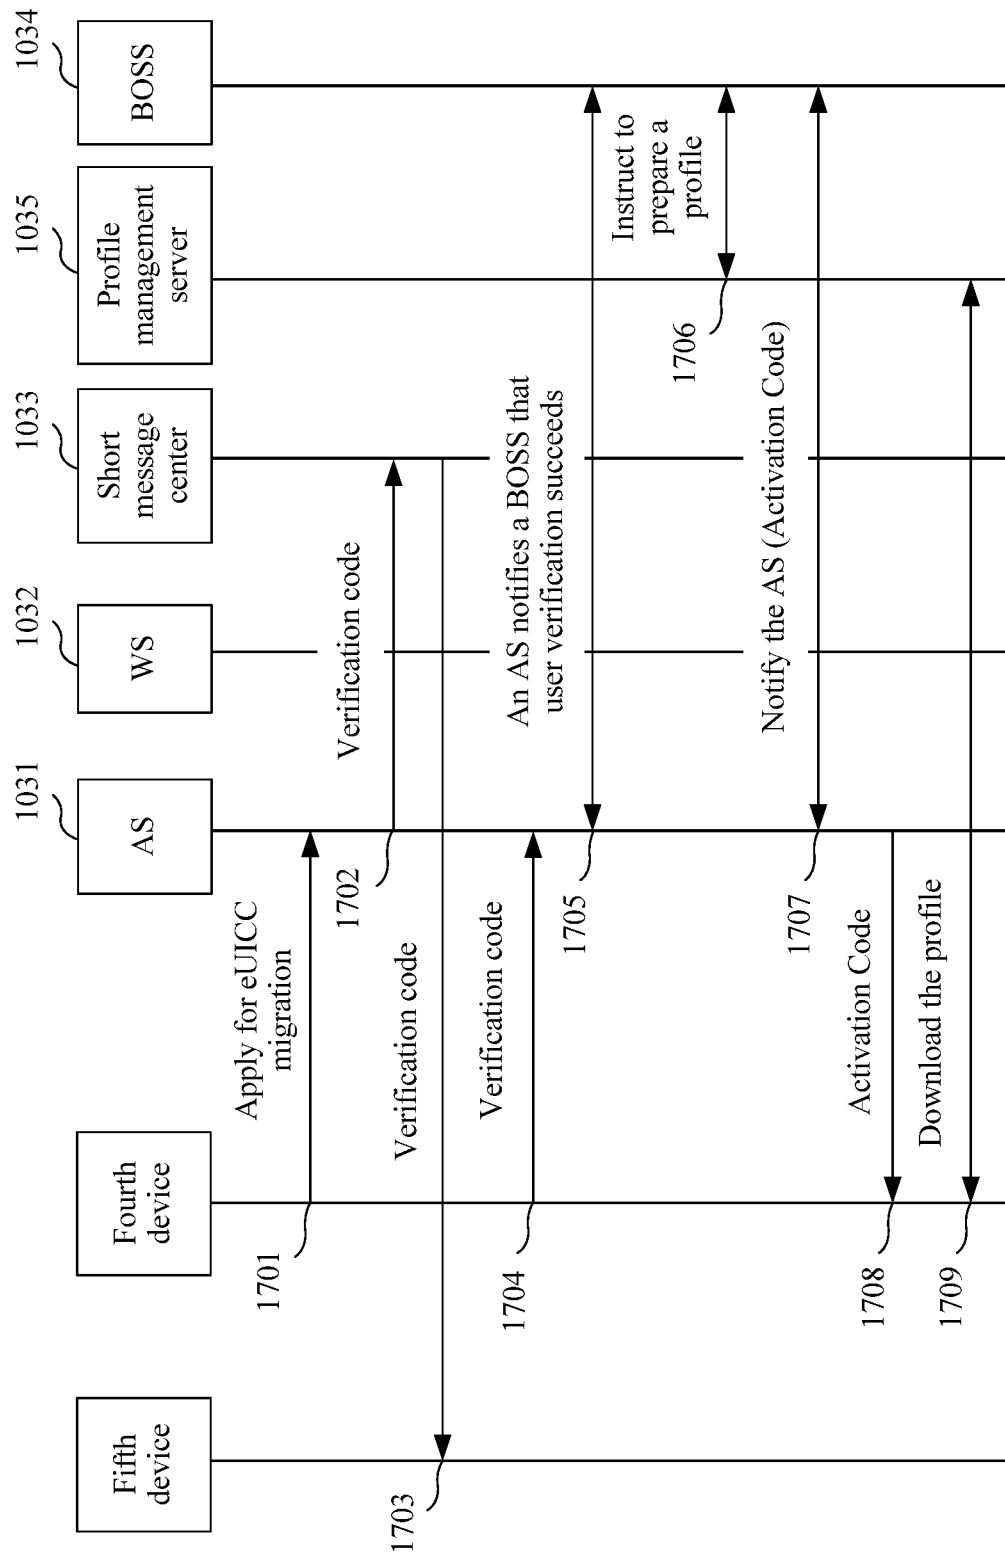 Fifth
device
Fourth
device
AS
1031
WS
1032
Short
message
center
1033
Profile
management
server
1035
BOSS
1034
Apply for eUICC
migration
1701
Verification code
1702
Verification code
1703
Verification code
1704
An AS notifies a BOSS that
user verification succeeds
1705
Instruct to
prepare a
profile
1706
Notify the AS (Activation Code)
1707
Activation Code
1708
Download the profile
1709